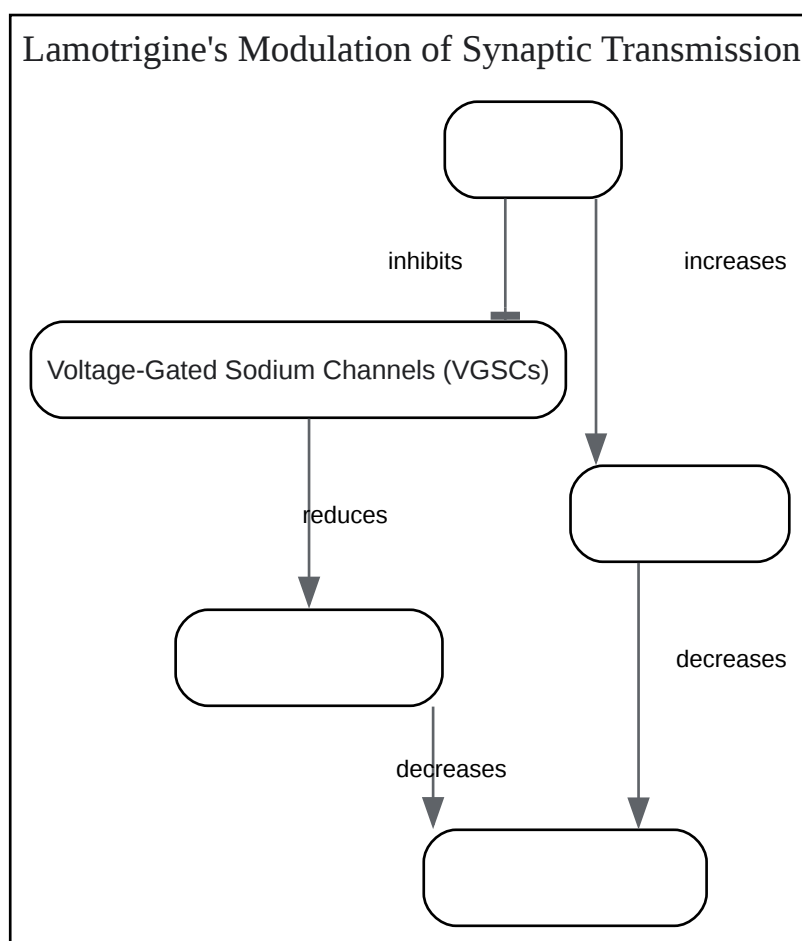 Lamotrigine's Modulation of Synaptic Transmission
inhibits
increases
Voltage-Gated Sodium Channels (VGSCs)
reduces
decreases
decreases